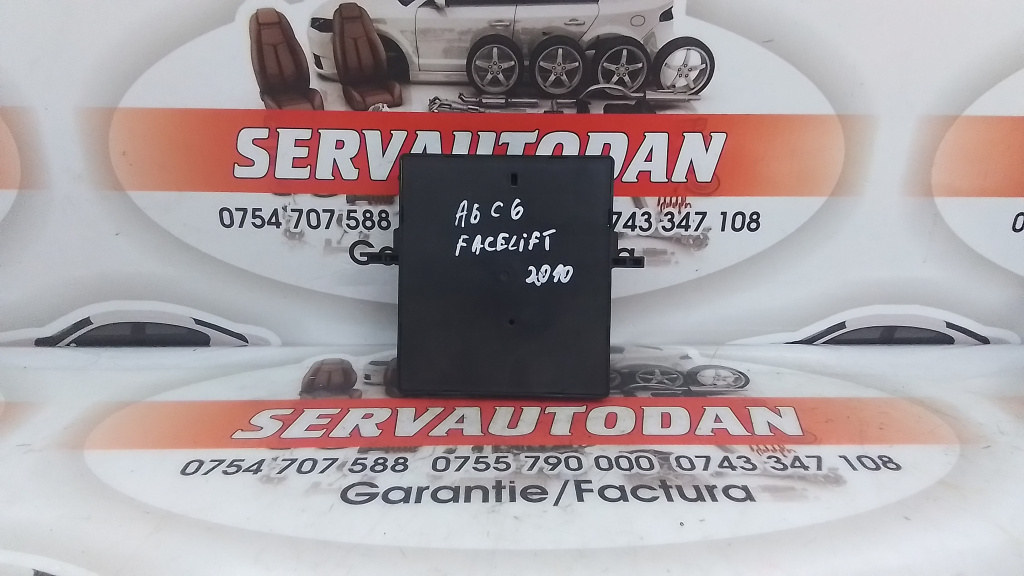 SERVAUTODAN
0754 707 588 743 347 108
A6 C6
FACELIFT
2010
SERVAUTODAN
0754 707 588 0755 790 000 0743 347 108
Garantie/Factura